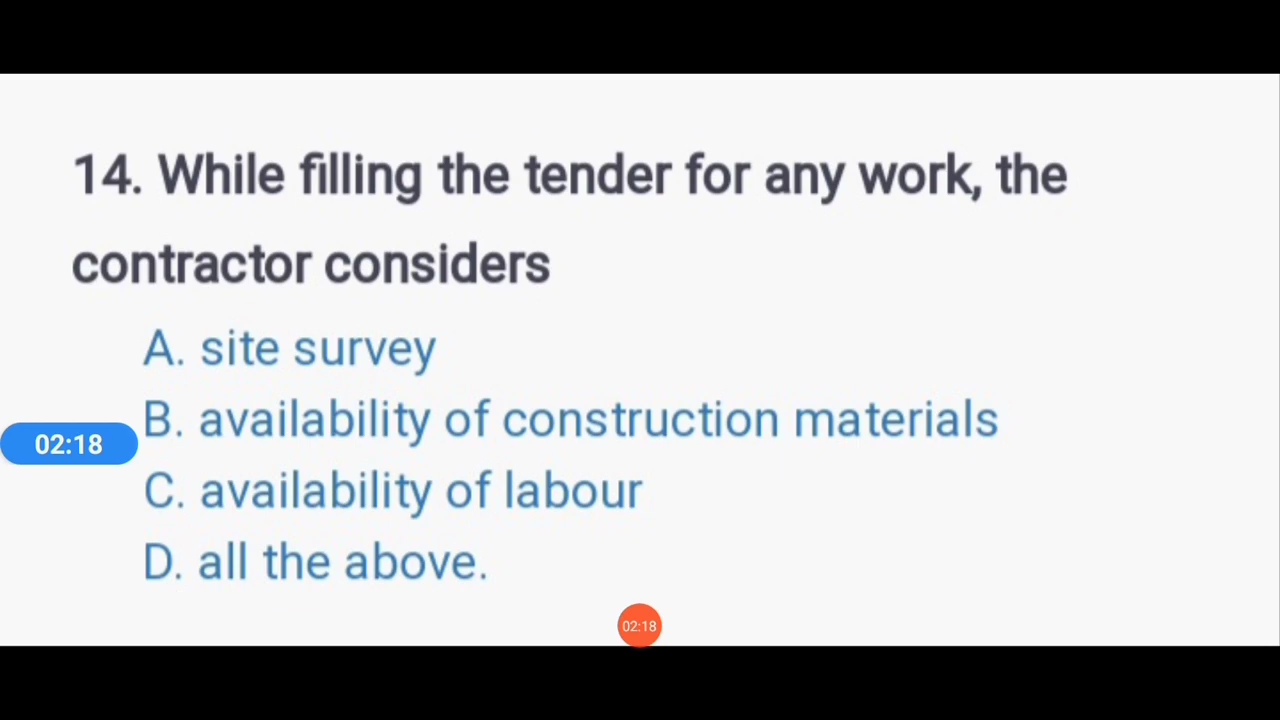 14. While filling the tender for any work, the
contractor considers
A. site survey
B. availability of construction materials
02:18
C. availability of labour
D. all the above.
02:18